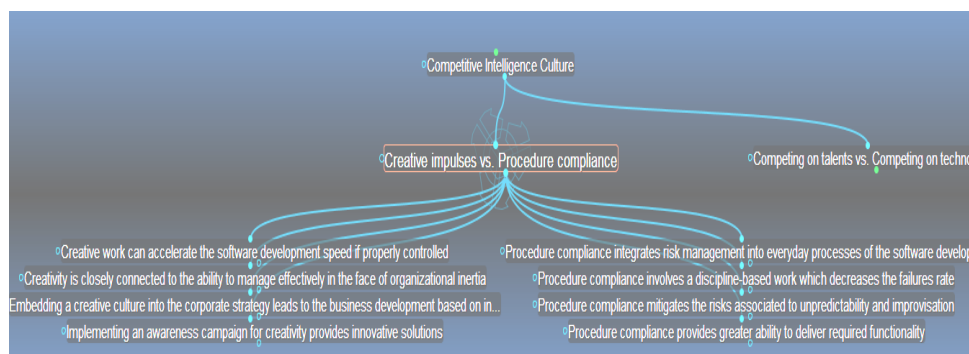 Competitive Intelligence Culture
Creative impulses vs. Procedure compliance
Competing on talents vs. Competing on techno
Creative work can accelerate the software development speed if properly controlled
Creativity is closely connected to the ability to manage effectively in the face of organizational inertia
Embedding a creative culture into the corporate strategy leads to the business development based on in...
Implementing an awareness campaign for creativity provides innovative solutions
Procedure compliance integrates risk management into everyday processes of the software develop
Procedure compliance involves a discipline-based work which decreases the failures rate
Procedure compliance mitigates the risks associated to unpredictability and improvisation
Procedure compliance provides greater ability to deliver required functionality